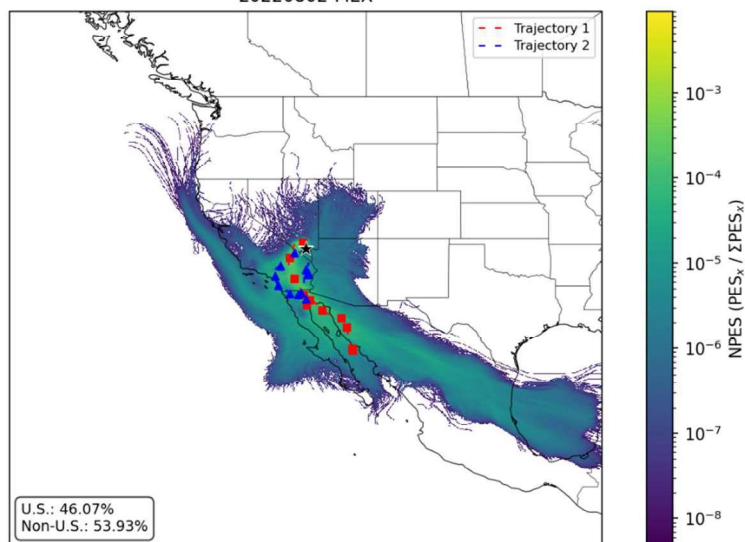 Trajectory 1
Trajectory 2
10⁻³
10⁻⁴
10⁻⁵
10⁻⁶
10⁻⁷
10⁻⁸
NPES (PESₓ / ΣPESₓ)
U.S.: 46.07%
Non-U.S.: 53.93%